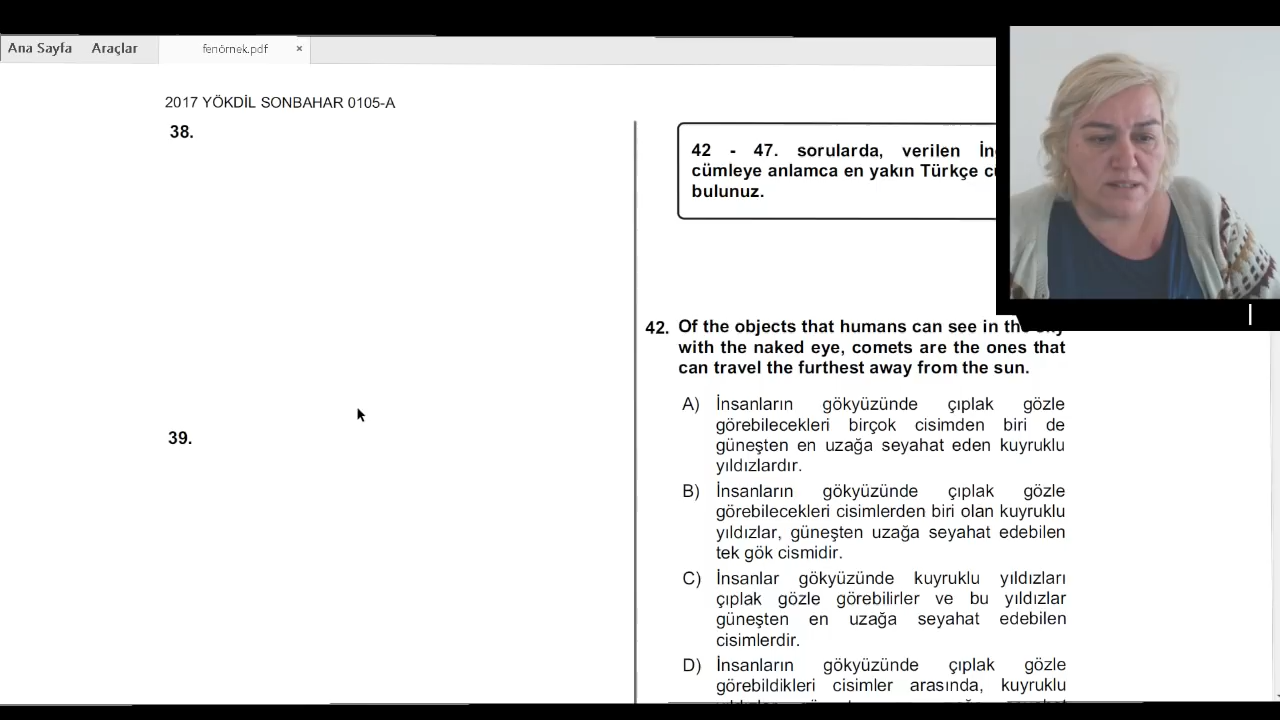 Ana Sayfa Araçlar fenörnek.pdf ×
2017 YÖKDİL SONBAHAR 0105-A
38.
39.
42 - 47. sorularda, verilen
cümleye anlamca en yakın Türkçe
bulunuz.
42. Of the objects that humans can see in the
with the naked eye, comets are the ones that
can travel the furthest away from the sun.
A) İnsanların gökyüzünde çıplak gözle
görebilecekleri birçok cisimden biri de
güneşten en uzağa seyahat eden kuyruklu
yıldızlardır.
B) İnsanların gökyüzünde çıplak gözle
görebilecekleri cisimlerden biri olan kuyruklu
yıldızlar, güneşten uzağa seyahat edebilen
tek gök cismidir.
C) İnsanlar gökyüzünde kuyruklu yıldızları
çıplak gözle görebilirler ve bu yıldızlar
güneşten en uzağa seyahat edebilen
cisimlerdir.
D) İnsanların gökyüzünde çıplak gözle
görebildikleri cisimler arasında, kuyruklu